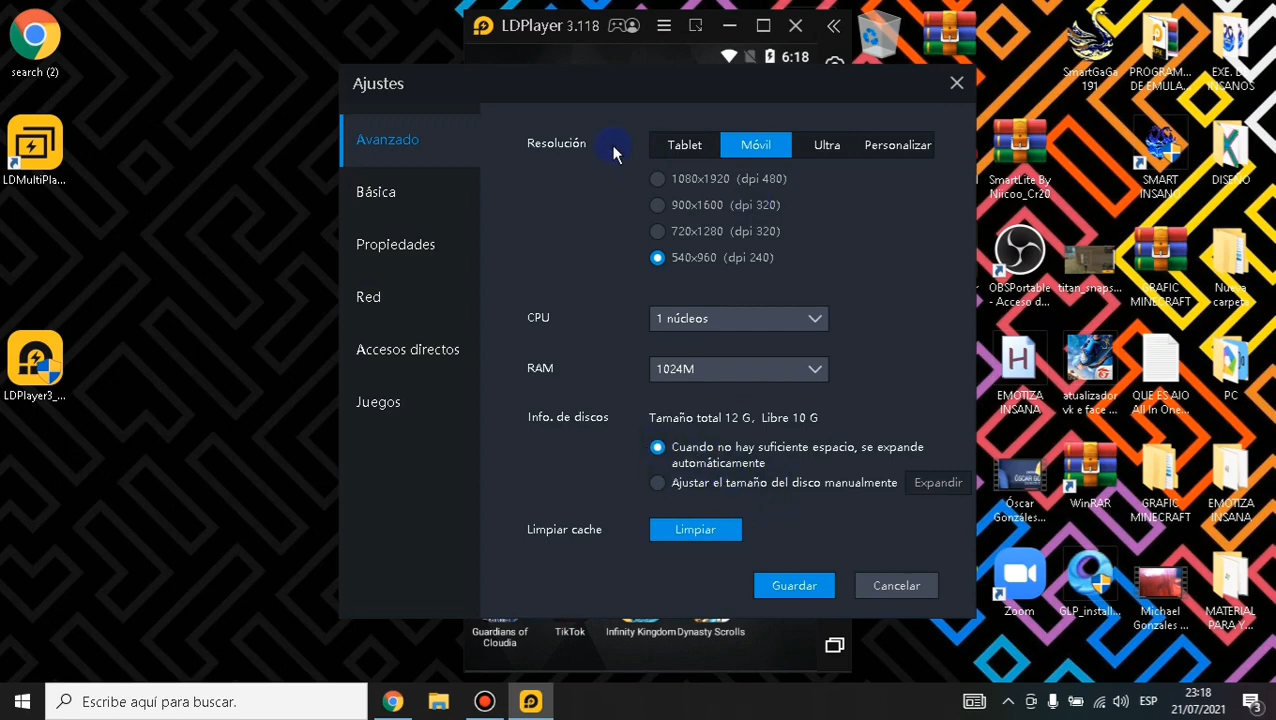 search (2)
LDMultiPla...
LDPlayer3_...
LDPlayer 3.118
6:18
Ajustes
Avanzado
Básica
Propiedades
Red
Accesos directos
Juegos
Resolución
Tablet
Móvil
Ultra
Personalizar
1080x1920 (dpi 480)
900x1600 (dpi 320)
720x1280 (dpi 320)
540x960 (dpi 240)
CPU
1 núcleos
RAM
1024M
Info. de discos
Tamaño total 12 G, Libre 10 G
Cuando no hay suficiente espacio, se expande
automáticamente
Ajustar el tamaño del disco manualmente
Expandir
Limpiar cache
Limpiar
Guardar
Cancelar
Guardians of
Cloudia
TikTok
Infinity Kingdom
Dynasty Scrolls
SmartGaGa
191
PROGRAM...
DE EMULA...
EXE. D
INSANOS
SmartLite By
Niicoo_Cr20
SMART
INSANO
DISEÑO
OBSPortable
- Acceso d...
titan_snaps...
GRAFIC
MINECRAFT
Nueva
carpeta
EMOTIZA
INSANA
atualizador
vk e face ...
QUE ES AIO
All in One...
PC
Óscar
Gonzáles...
WinRAR
GRAFIC
MINECRAFT
EMOTIZA
INSANA
Zoom
GLP_install...
Michael
Gonzales ...
MATERIAL
PARA Y...
Escribe aquí para buscar.
ESP
23:18
21/07/2021
3